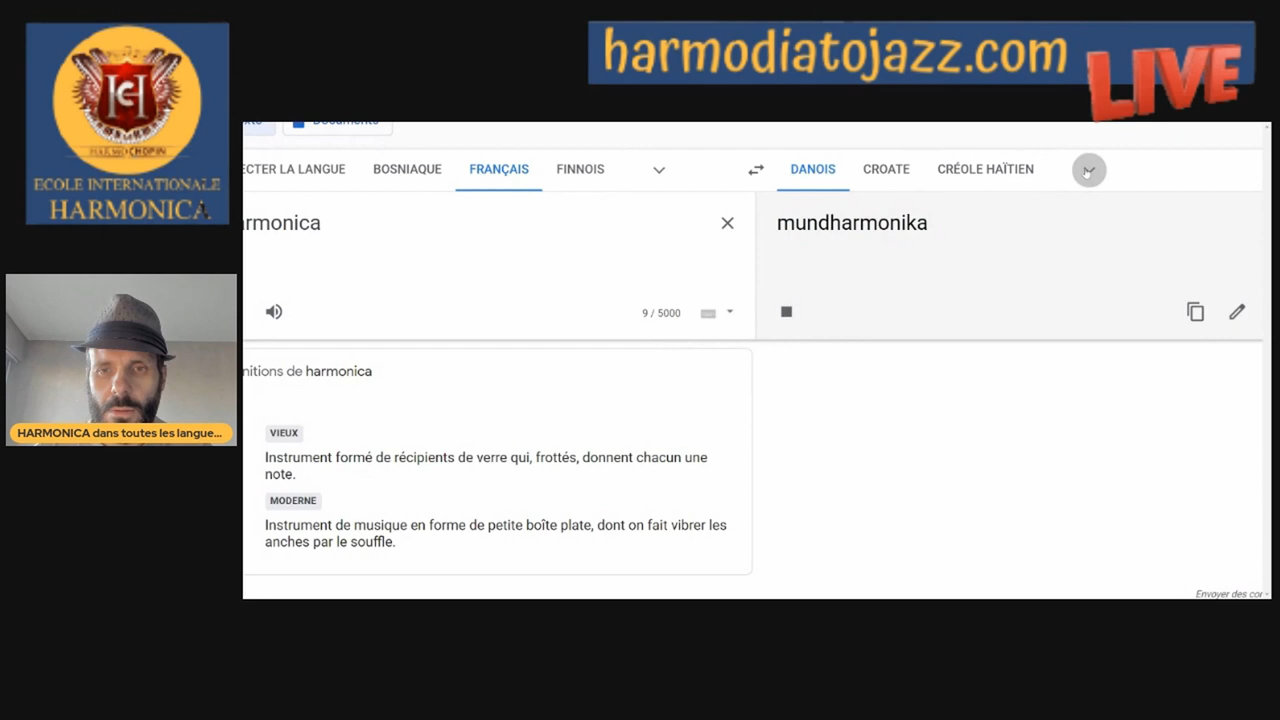 harmodiatojazz.com
LIVE
HC
HARMOCHOPIN
ECOLE INTERNATIONALE
HARMONICA
Documents
ECTER LA LANGUE BOSNIAQUE FRANÇAIS FINNOIS DANOIS CROATE CRÉOLE HAÏTIEN
rmonica
mundharmonika
9 / 5000
nitions de harmonica
VIEUX
Instrument formé de récipients de verre qui, frottés, donnent chacun une
note.
MODERNE
Instrument de musique en forme de petite boîte plate, dont on fait vibrer les
anches par le souffle.
HARMONICA dans toutes les langue...
Envoyer des